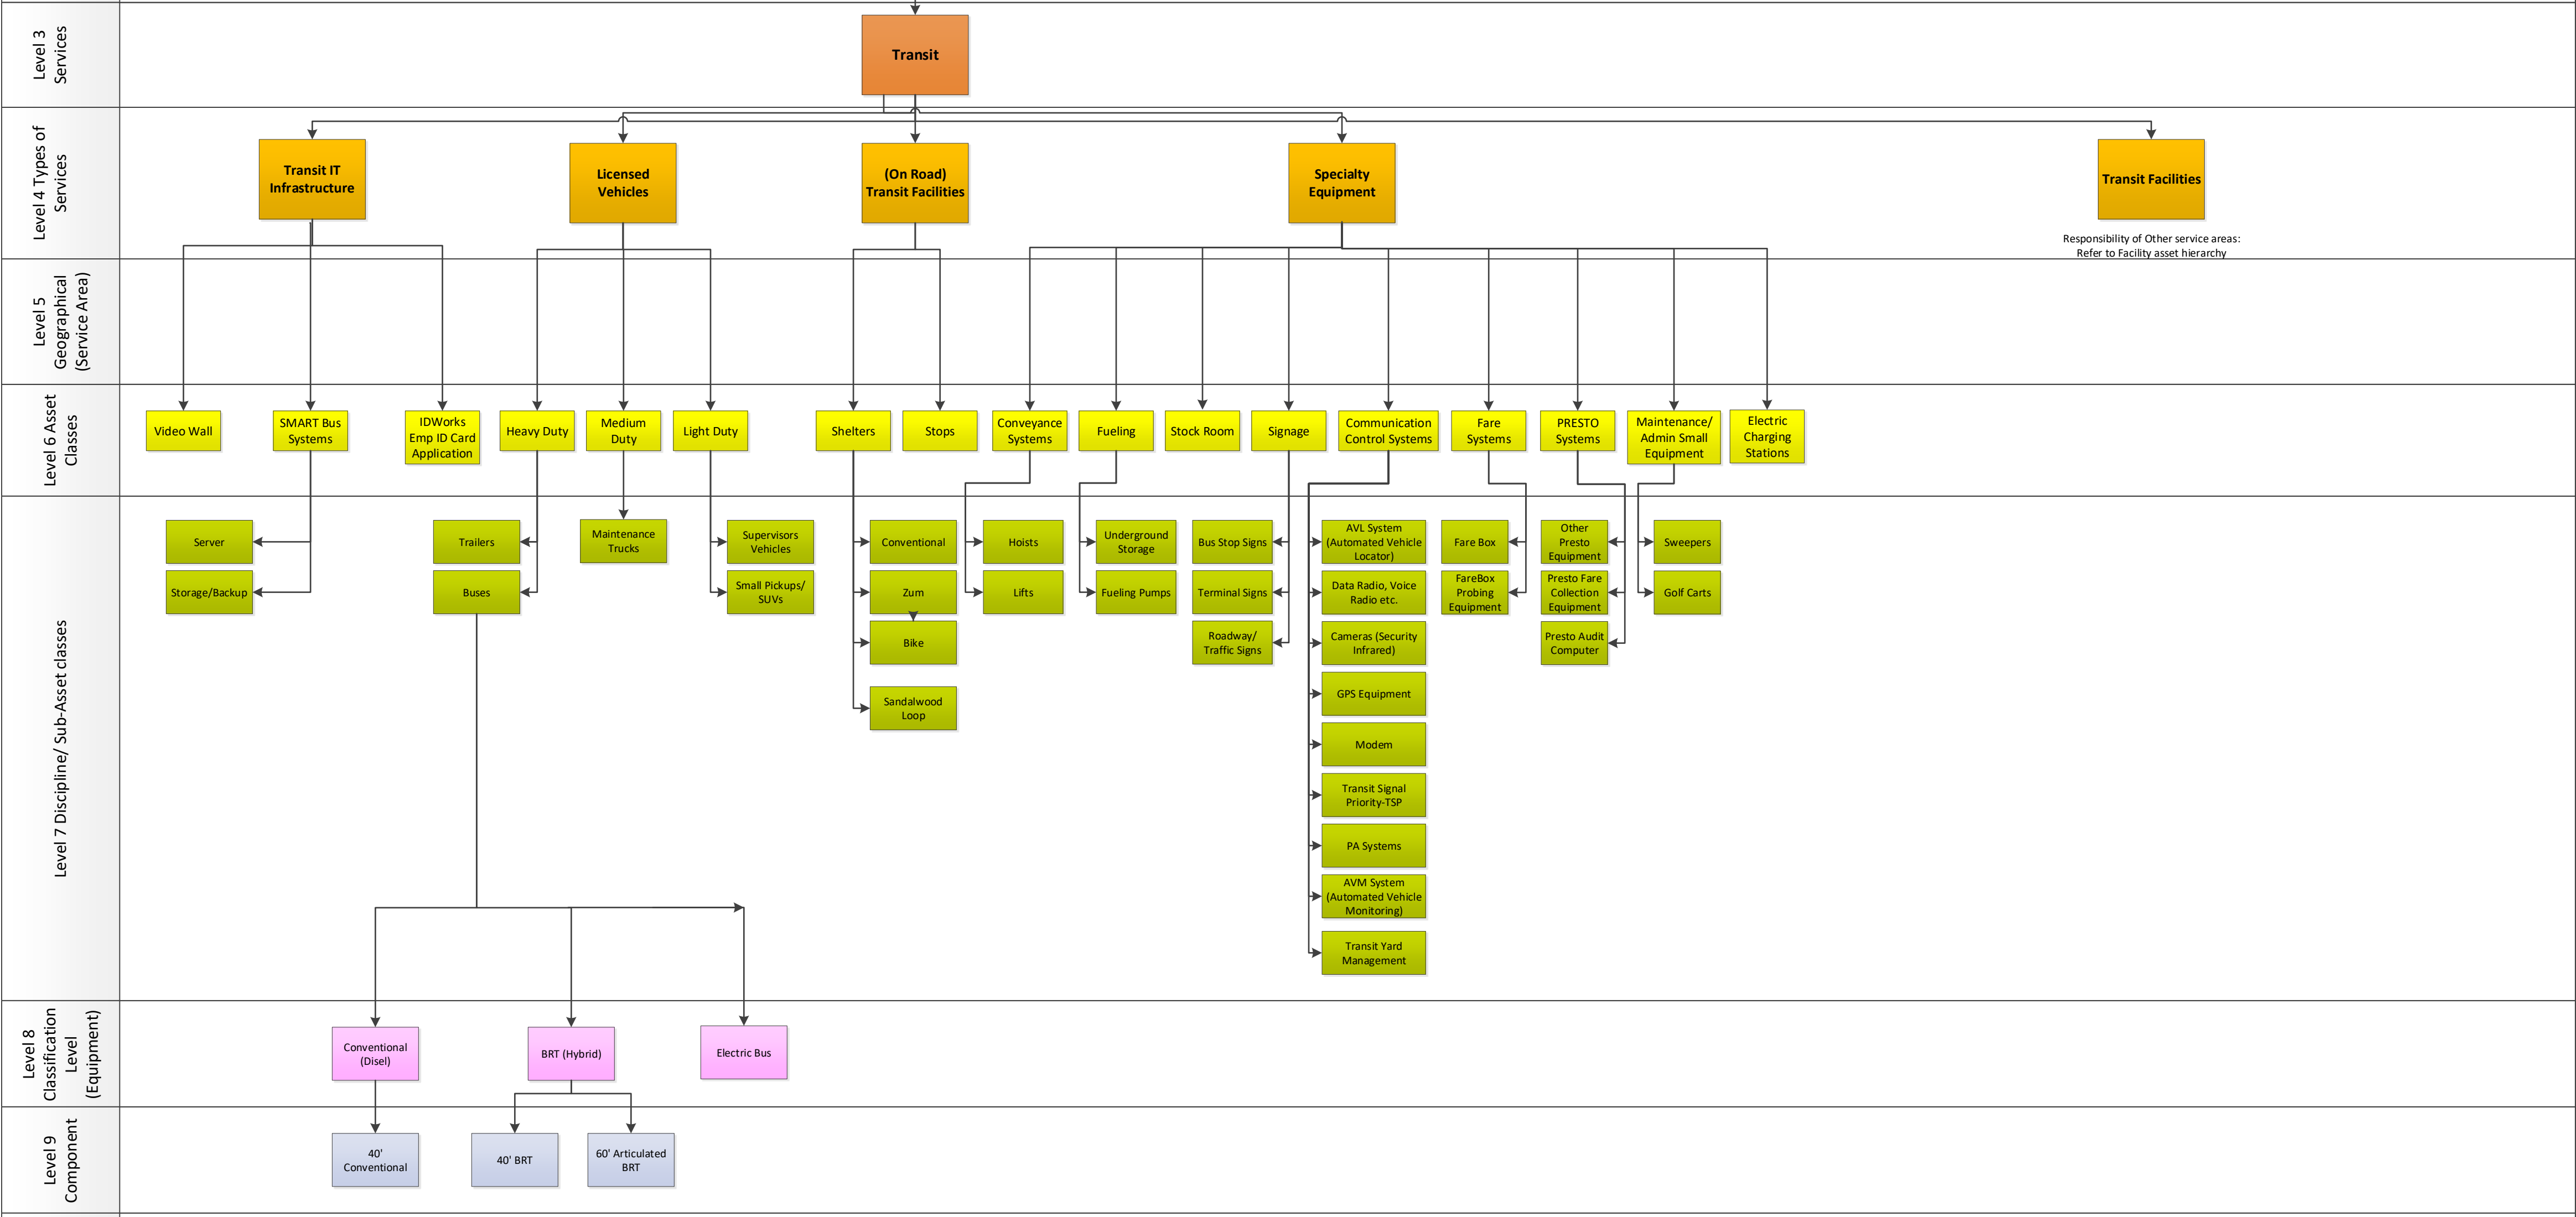 Level 3
Services
Transit
Level 4 Types of
Services
Transit IT
Infrastructure
Licensed
Vehicles
(On Road)
Transit Facilities
Specialty
Equipment
Transit Facilities
Responsibility of Other service areas:
Refer to Facility asset hierarchy
Level 5
Geographical
(Service Area)
Level 6 Asset
Classes
Video Wall
SMART Bus
Systems
IDWorks
Emp ID Card
Application
Heavy Duty
Medium
Duty
Light Duty
Shelters
Stops
Conveyance
Systems
Fueling
Stock Room
Signage
Communication
Control Systems
Fare
Systems
PRESTO
Systems
Maintenance/
Admin Small
Equipment
Electric
Charging
Stations
Level 7 Discipline/ Sub-Asset classes
Server
Storage/Backup
Trailers
Buses
Maintenance
Trucks
Supervisors
Vehicles
Small Pickups/
SUVs
Conventional
Zum
Bike
Sandalwood
Loop
Hoists
Lifts
Underground
Storage
Fueling Pumps
Bus Stop Signs
Terminal Signs
Roadway/
Traffic Signs
AVL System
(Automated Vehicle
Locator)
Data Radio, Voice
Radio etc.
Cameras (Security
Infrared)
GPS Equipment
Modem
Transit Signal
Priority-TSP
PA Systems
AVM System
(Automated Vehicle
Monitoring)
Transit Yard
Management
Fare Box
FareBox
Probing
Equipment
Other
Presto
Equipment
Presto Fare
Collection
Equipment
Presto Audit
Computer
Sweepers
Golf Carts
Level 8
Classification
Level
(Equipment)
Conventional
(Disel)
BRT (Hybrid)
Electric Bus
Level 9
Component
40'
Conventional
40' BRT
60' Articulated
BRT